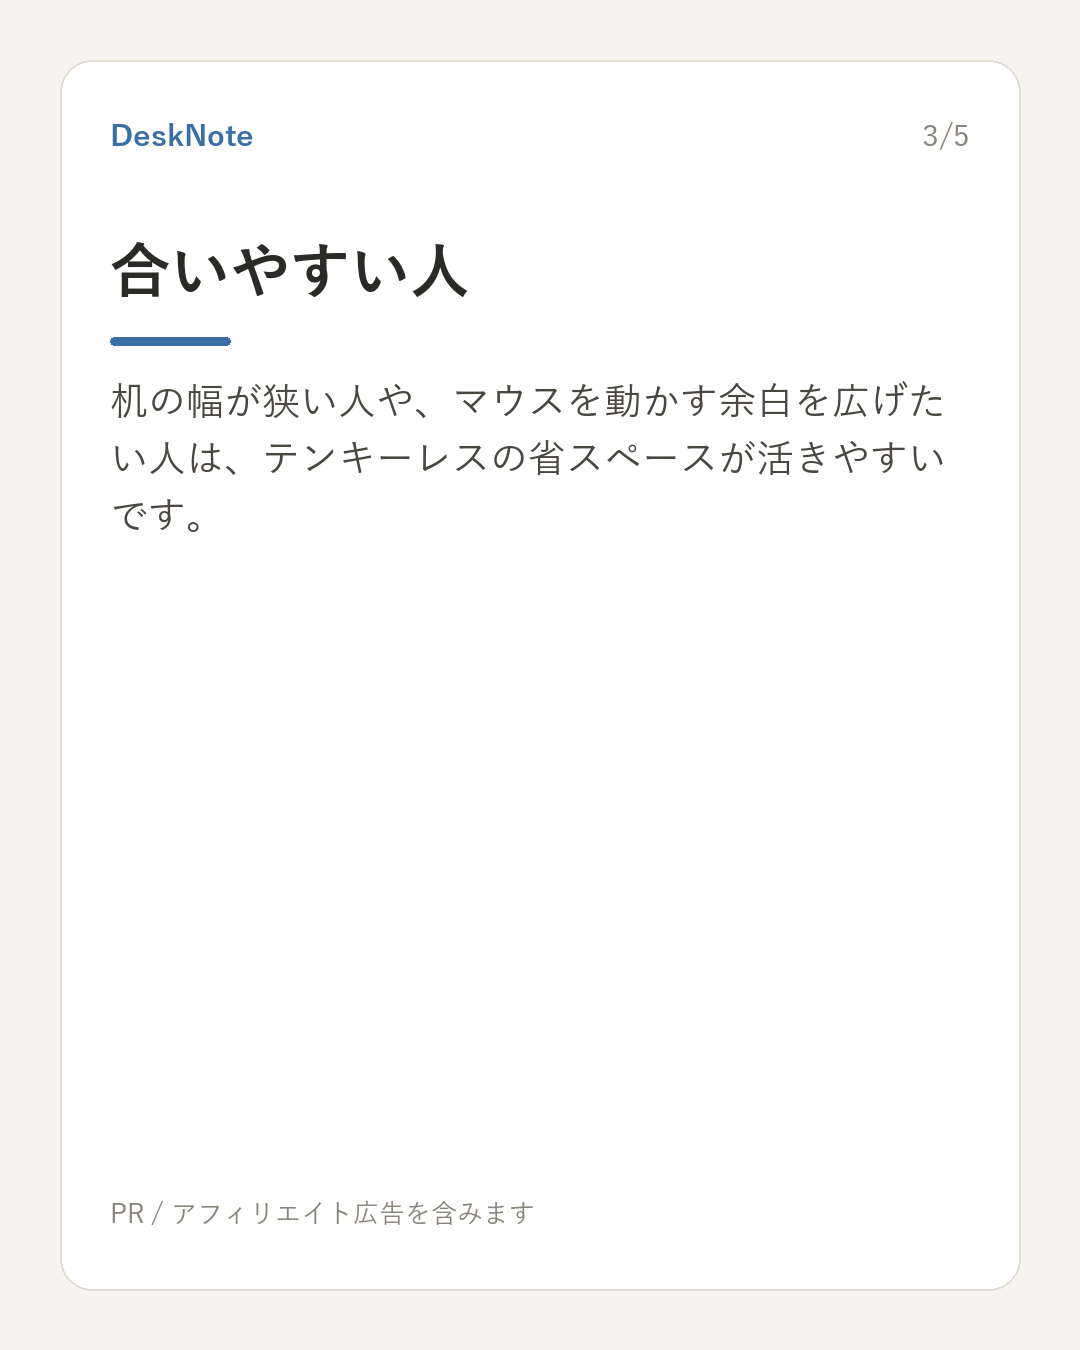 DeskNote
3/5
合いやすい人
机の幅が狭い人や、マウスを動かす余白を広げた
い人は、テンキーレスの省スペースが活きやすい
です。
PR / アフィリエイト広告を含みます